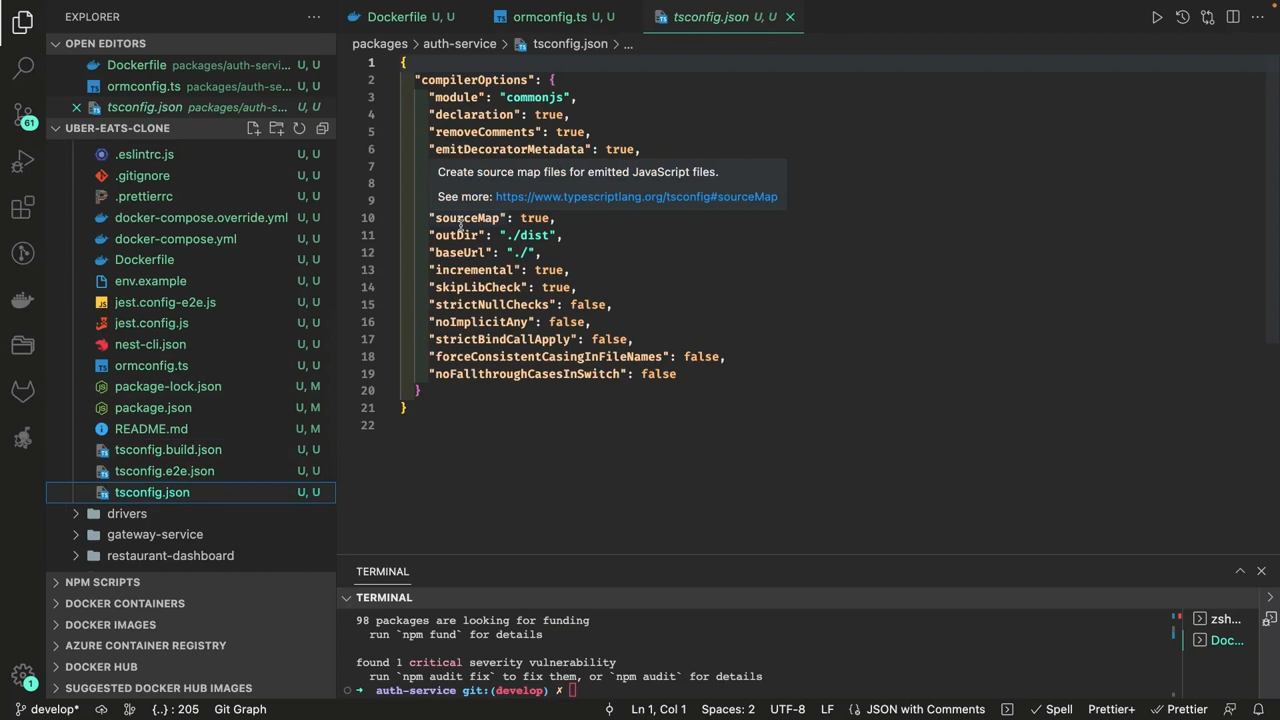 EXPLORER
Dockerfile U, U
ormconfig.ts U, U
tsconfig.json U, U
OPEN EDITORS
Dockerfile packages/auth-servi...
ormconfig.ts packages/auth-s...
tsconfig.json packages/auth-s...
UBER-EATS-CLONE
.eslintrc.js U, U
.gitignore U, U
.prettierrc U, U
docker-compose.override.yml U, U
docker-compose.yml U, U
Dockerfile U, U
env.example U, U
jest.config-e2e.js U, U
jest.config.js U, U
nest-cli.json U, U
ormconfig.ts U, U
package-lock.json U, M
package.json U, M
README.md U, M
tsconfig.build.json U, U
tsconfig.e2e.json U, U
tsconfig.json U, U
drivers
gateway-service
restaurant-dashboard
NPM SCRIPTS
DOCKER CONTAINERS
DOCKER IMAGES
AZURE CONTAINER REGISTRY
DOCKER HUB
SUGGESTED DOCKER HUB IMAGES
61
1
packages > auth-service > tsconfig.json > ...
1 {
2 "compilerOptions": {
3 "module": "commonjs",
4 "declaration": true,
5 "removeComments": true,
6 "emitDecoratorMetadata": true,
7
8
9
Create source map files for emitted JavaScript files.
See more: https://www.typescriptlang.org/tsconfig#sourceMap
10 "sourceMap": true,
11 "outDir": "./dist",
12 "baseUrl": "./",
13 "incremental": true,
14 "skipLibCheck": true,
15 "strictNullChecks": false,
16 "noImplicitAny": false,
17 "strictBindCallApply": false,
18 "forceConsistentCasingInFileNames": false,
19 "noFallthroughCasesInSwitch": false
20 }
21 }
22
TERMINAL
TERMINAL
98 packages are looking for funding
run `npm fund` for details
found 1 critical severity vulnerability
run `npm audit fix` to fix them, or `npm audit` for details
➜ auth-service git:(develop) ✗
zsh...
Doc...
develop* {..} : 205 Git Graph Ln 1, Col 1 Spaces: 2 UTF-8 LF JSON with Comments Spell Prettier+ Prettier